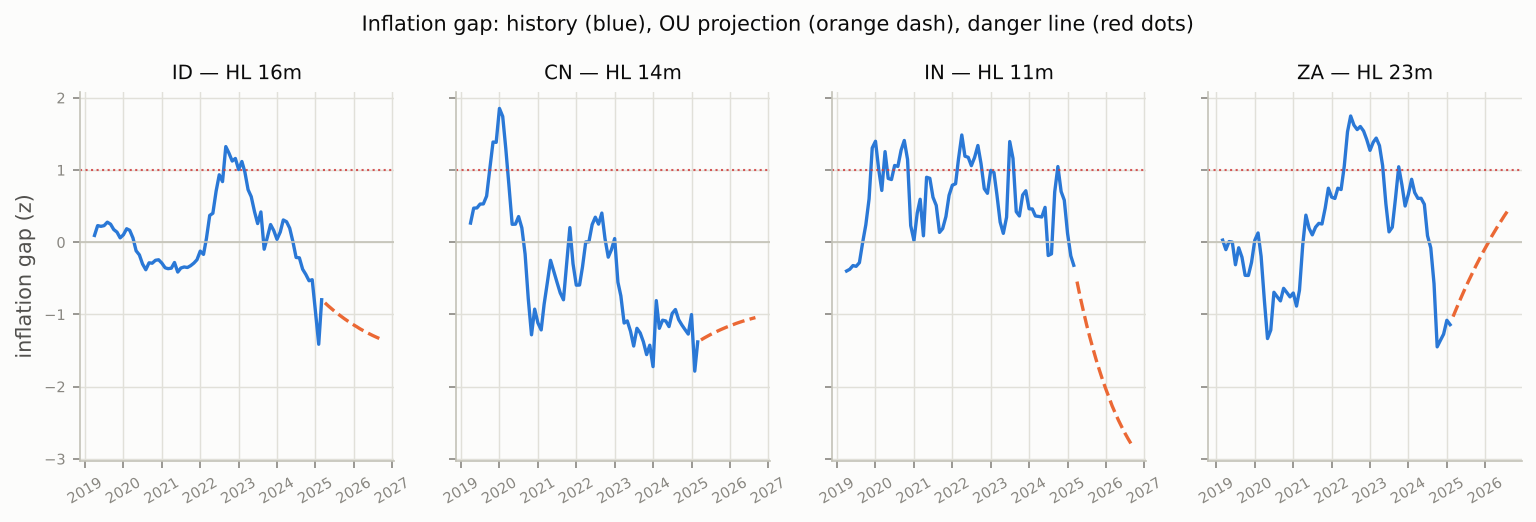 Inflation gap: history (blue), OU projection (orange dash), danger line (red dots)
ID — HL 16m
CN — HL 14m
IN — HL 11m
ZA — HL 23m
inflation gap (z)
2
1
0
−1
−2
−3
2019 2020 2021 2022 2023 2024 2025 2026 2027
2019 2020 2021 2022 2023 2024 2025 2026 2027
2019 2020 2021 2022 2023 2024 2025 2026 2027
2019 2020 2021 2022 2023 2024 2025 2026